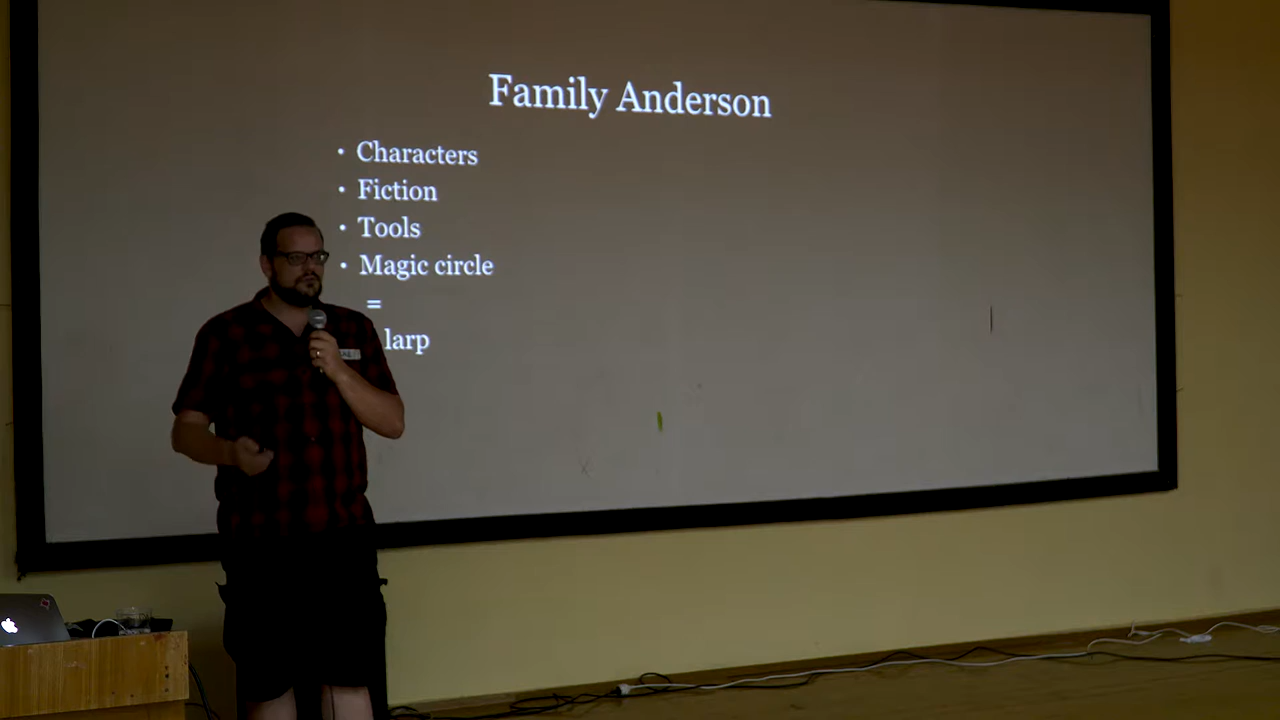 Family Anderson
• Characters
• Fiction
• Tools
• Magic circle
=
larp